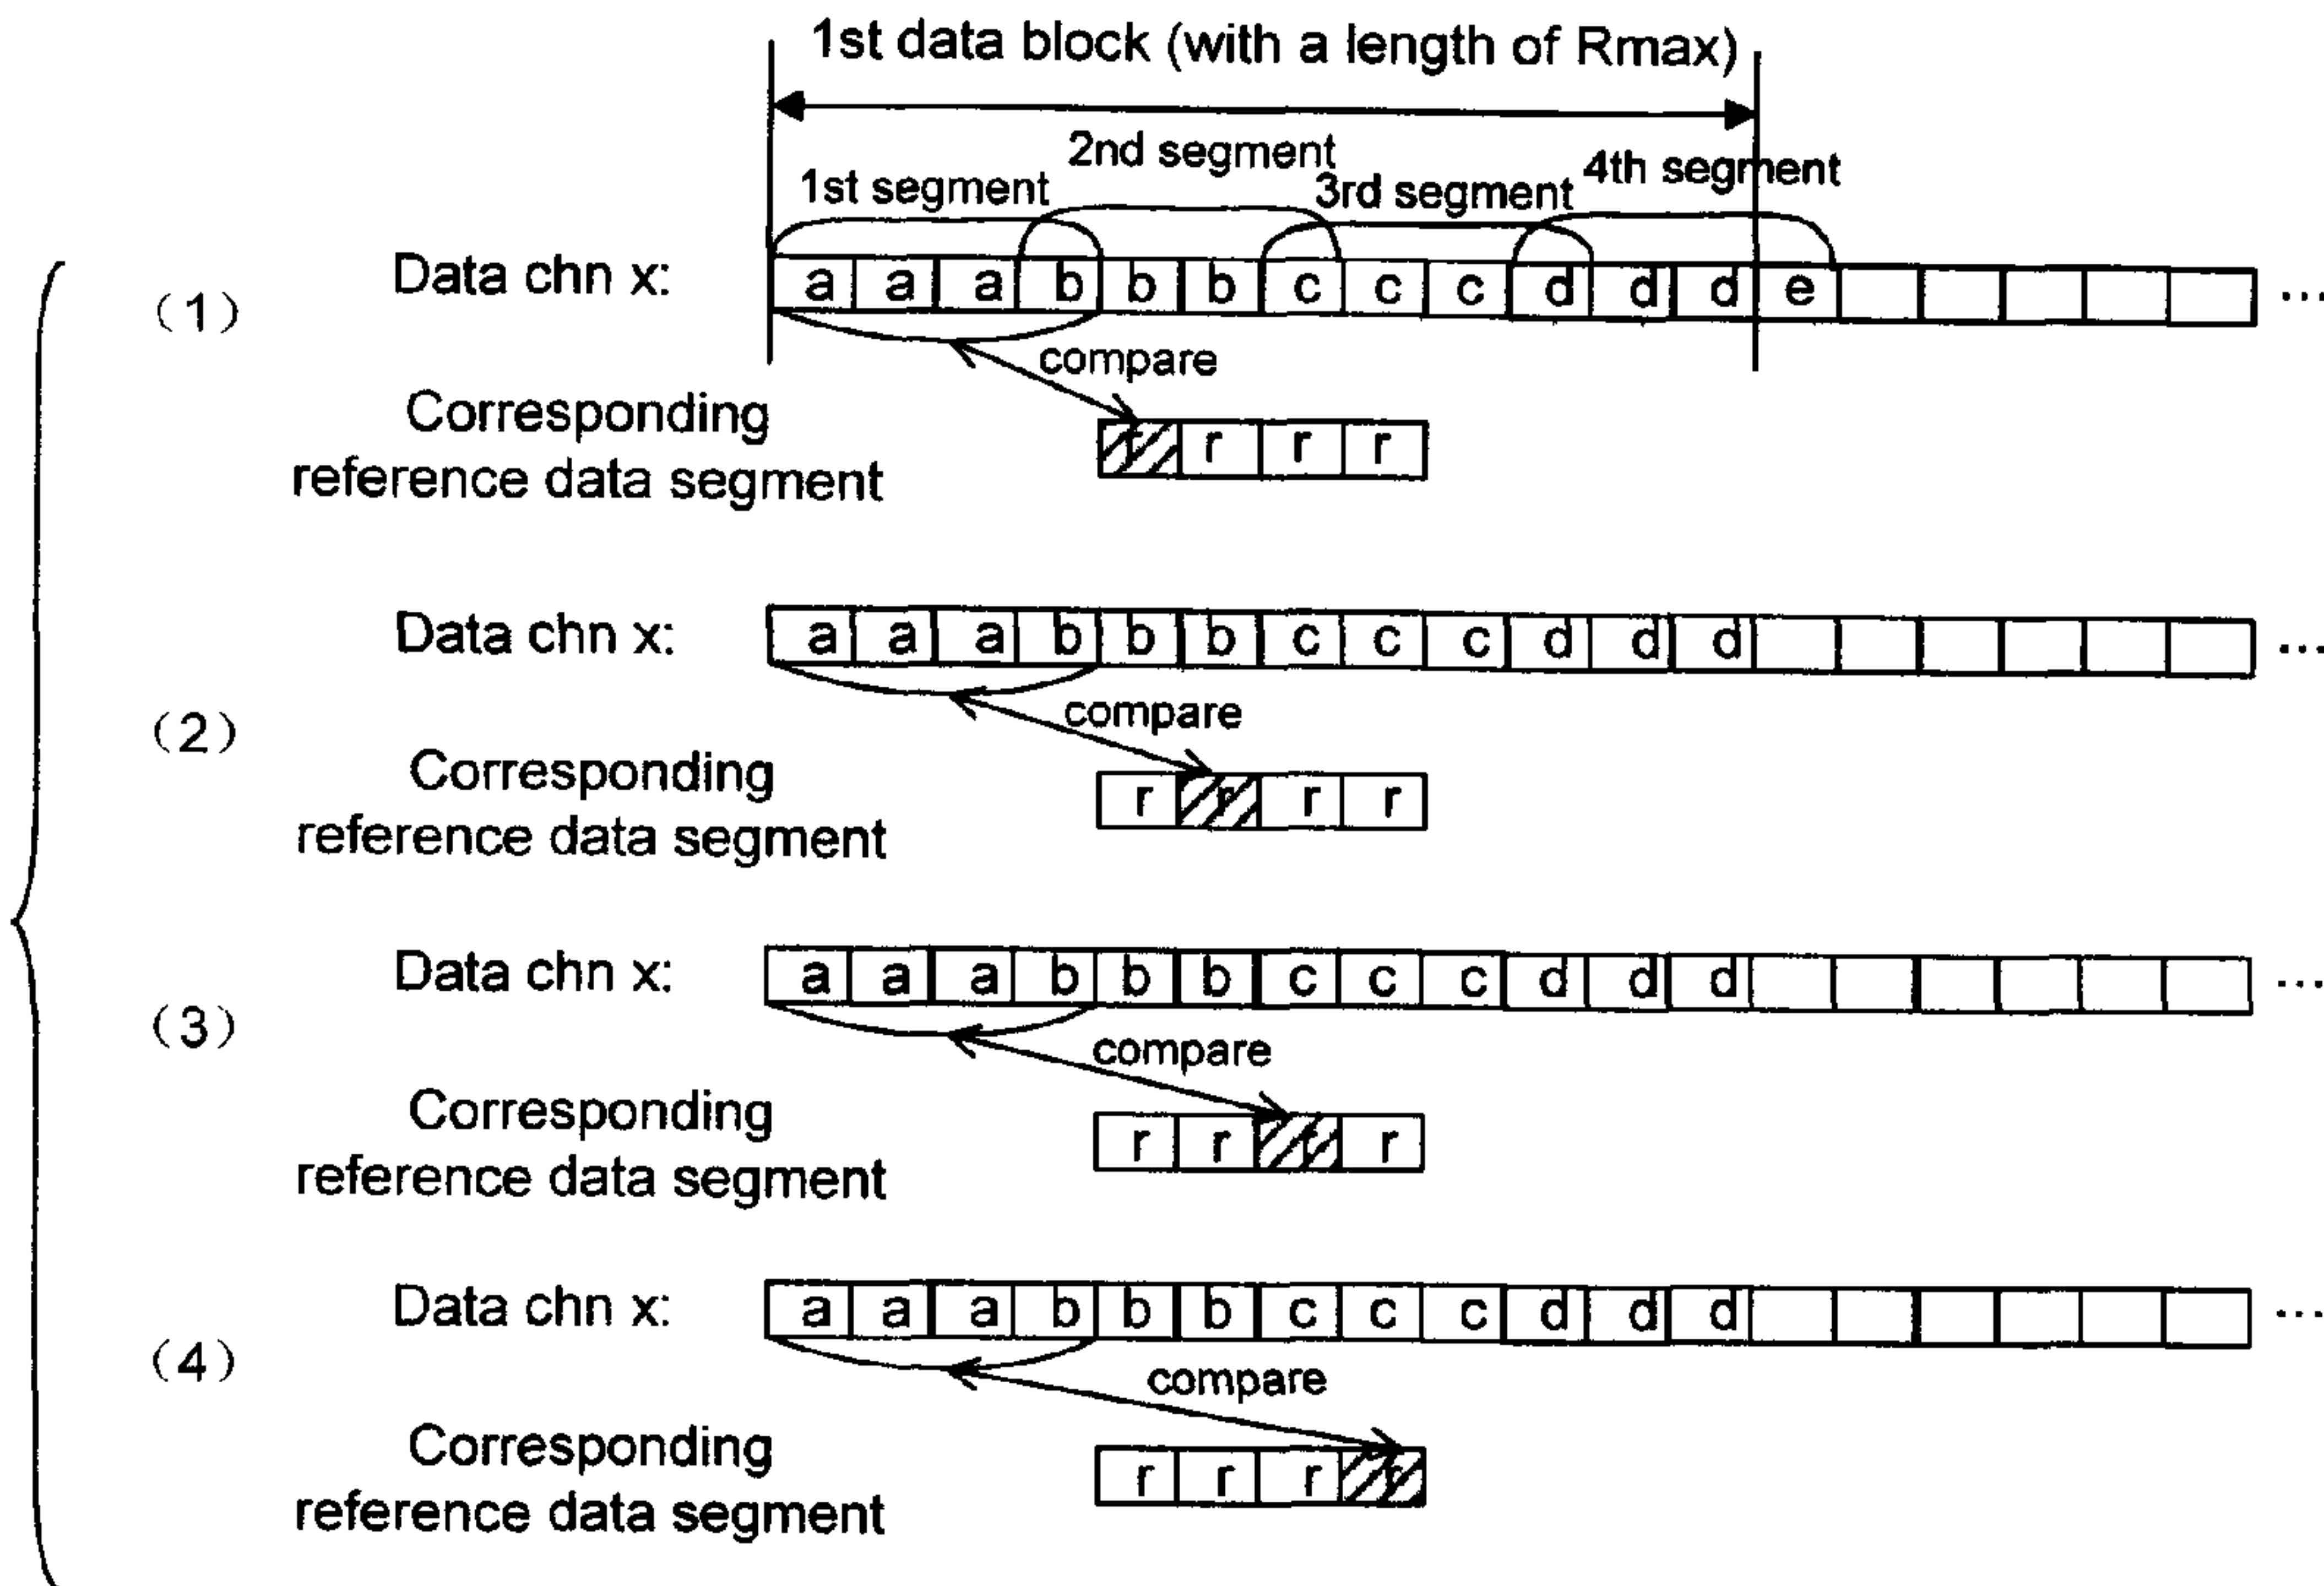 1st data block (with a length of Rmax)
2nd segment
4th segment
1st segment
3rd segment
(1)
Data chn x:
a a a b b b c c c d d d e ...
compare
Corresponding
reference data segment
r r r
Data chn x:
a a a b b b c c c d d d ...
(2)
compare
Corresponding
reference data segment
r r r r
Data chn x:
a a a b b b c c c d d d ...
(3)
compare
Corresponding
reference data segment
r r r
Data chn x:
a a a b b b c c c d d d ...
(4)
compare
Corresponding
reference data segment
r r r